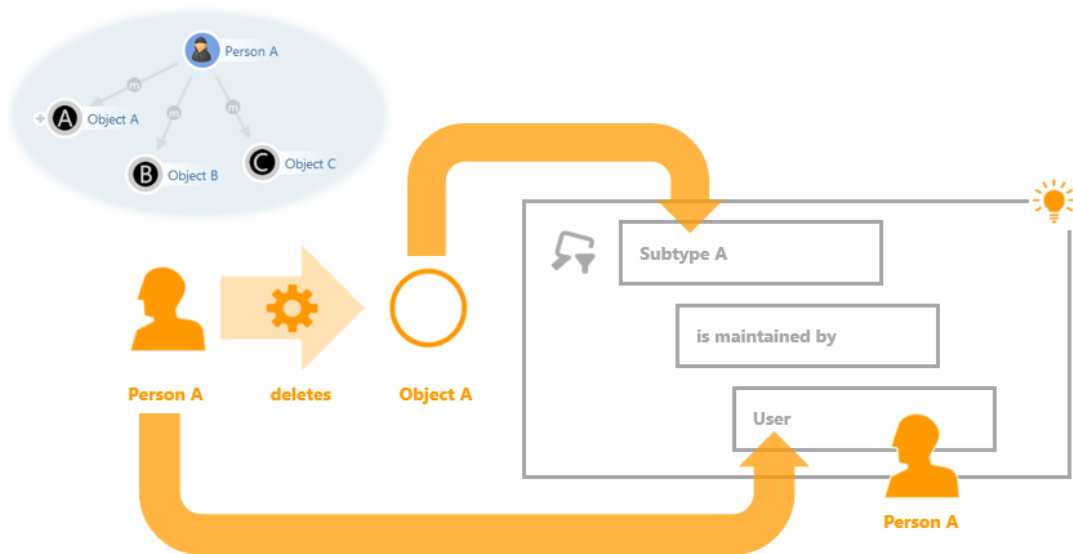 Person A
m
m
m
A
Object A
B
Object B
C
Object C
Subtype A
is maintained by
User
Person A
deletes
Object A
Person A